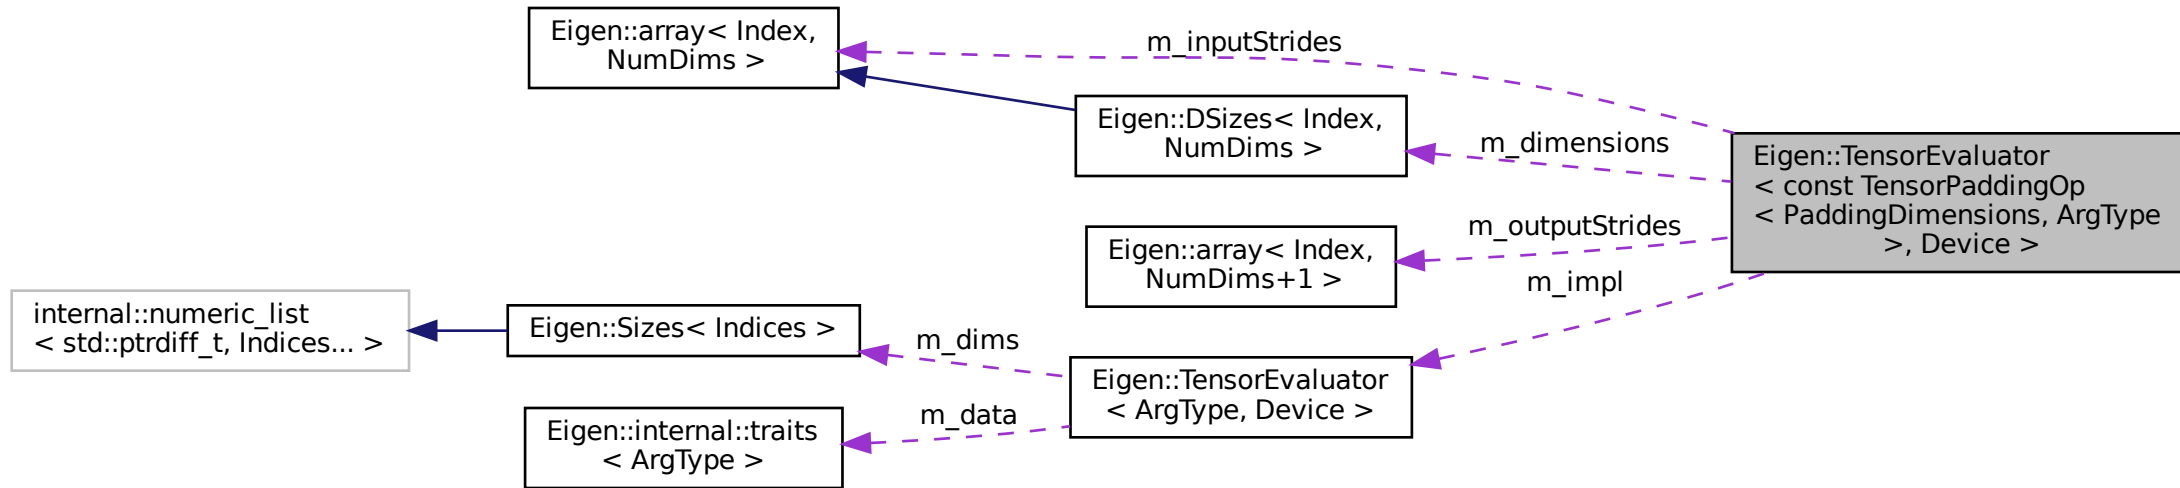 Eigen::array< Index,
NumDims >
m_inputStrides
Eigen::DSizes< Index,
NumDims >
m_dimensions
Eigen::TensorEvaluator
< const TensorPaddingOp
< PaddingDimensions, ArgType
>, Device >
m_outputStrides
Eigen::array< Index,
NumDims+1 >
m_impl
internal::numeric_list
< std::ptrdiff_t, Indices... >
Eigen::Sizes< Indices >
m_dims
Eigen::TensorEvaluator
< ArgType, Device >
m_data
Eigen::internal::traits
< ArgType >